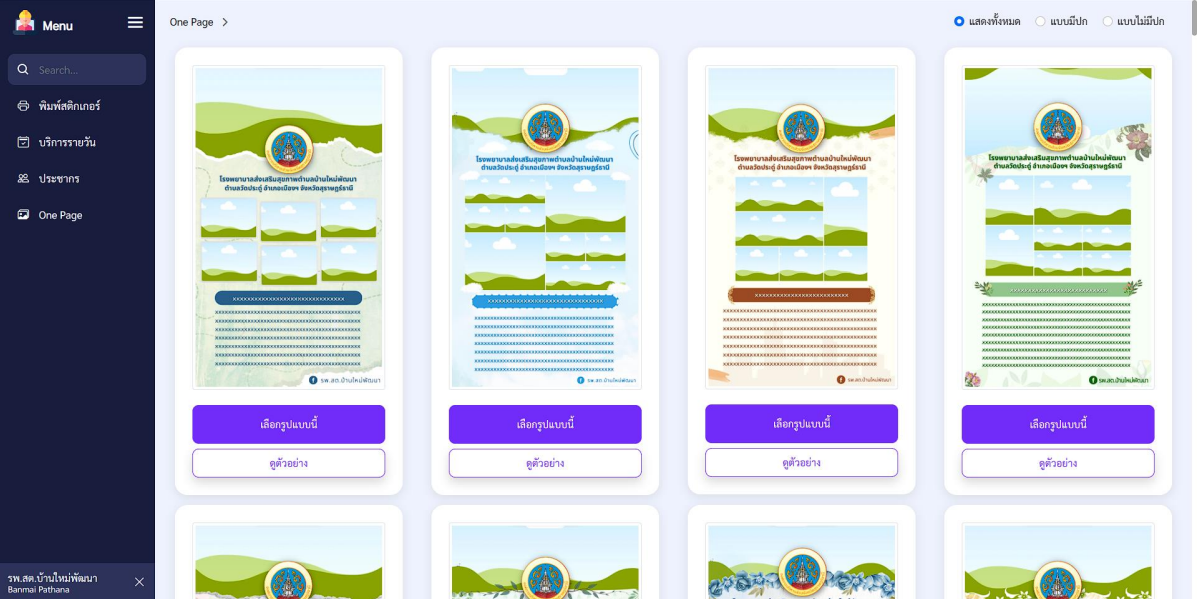 Menu
Search...
พิมพ์สติกเกอร์
บริการรายวัน
ประชากร
One Page
รพ.สต.บ้านใหม่พัฒนา
Banmai Pathana
One Page
แสดงทั้งหมด
แบบมีปก
แบบไม่มีปก
โรงพยาบาลส่งเสริมสุขภาพตำบลบ้านใหม่พัฒนา
ตำบลวัดประดู่ อำเภอเมืองฯ จังหวัดสุราษฎร์ธานี
รพ.สต.บ้านใหม่พัฒนา
เลือกรูปแบบนี้
ดูตัวอย่าง
โรงพยาบาลส่งเสริมสุขภาพตำบลบ้านใหม่พัฒนา
ตำบลวัดประดู่ อำเภอเมืองฯ จังหวัดสุราษฎร์ธานี
รพ.สต.บ้านใหม่พัฒนา
เลือกรูปแบบนี้
ดูตัวอย่าง
โรงพยาบาลส่งเสริมสุขภาพตำบลบ้านใหม่พัฒนา
ตำบลวัดประดู่ อำเภอเมืองฯ จังหวัดสุราษฎร์ธานี
รพ.สต.บ้านใหม่พัฒนา
เลือกรูปแบบนี้
ดูตัวอย่าง
โรงพยาบาลส่งเสริมสุขภาพตำบลบ้านใหม่พัฒนา
ตำบลวัดประดู่ อำเภอเมืองฯ จังหวัดสุราษฎร์ธานี
รพ.สต.บ้านใหม่พัฒนา
เลือกรูปแบบนี้
ดูตัวอย่าง